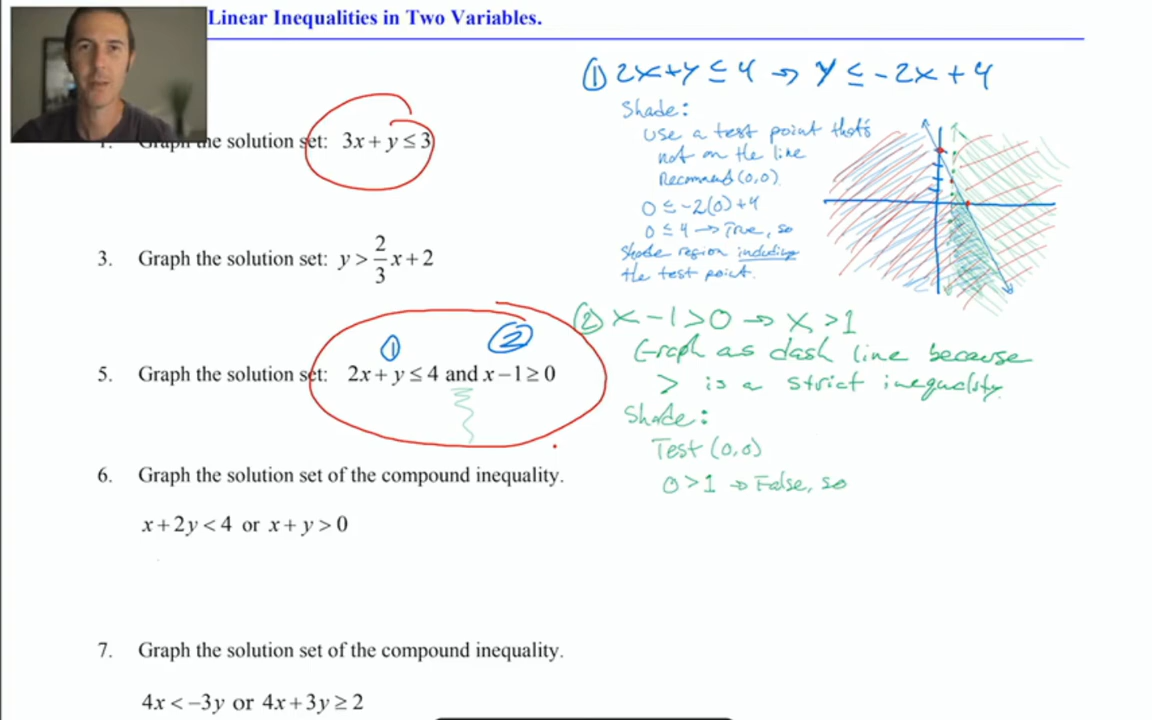 Linear Inequalities in Two Variables.
the solution set: 3x + y ≤ 3
3. Graph the solution set: y > 2/3 x + 2
① ②
5. Graph the solution set: 2x + y ≤ 4 and x − 1 ≥ 0
6. Graph the solution set of the compound inequality.
x + 2y < 4 or x + y > 0
7. Graph the solution set of the compound inequality.
4x < −3y or 4x + 3y ≥ 2
① 2x+y ≤ 4 → y ≤ -2x + 4
Shade:
Use a test point that's
not on the line
Recommend (0,0).
0 ≤ -2(0)+4
0 ≤ 4 → True, so
Shade region including
the test point.
② x - 1 > 0 → x > 1
Graph as dash line because
> is a strict inequality.
Shade:
Test (0,0)
0 > 1 → False, so